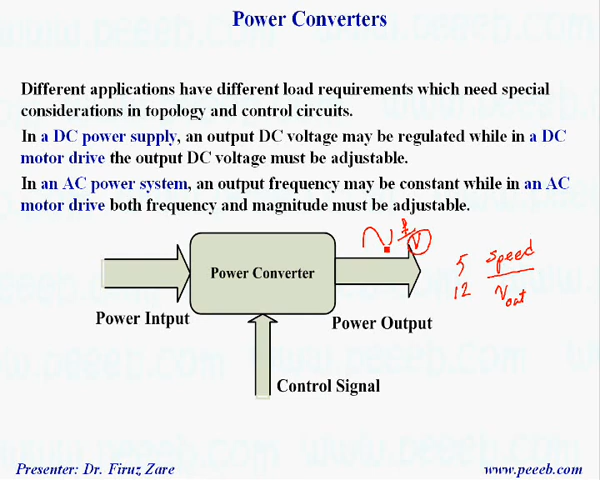 Power Converters
Different applications have different load requirements which need special
considerations in topology and control circuits.
In a DC power supply, an output DC voltage may be regulated while in a DC
motor drive the output DC voltage must be adjustable.
In an AC power system, an output frequency may be constant while in an AC
motor drive both frequency and magnitude must be adjustable.
f V
5 speed
12 Vout
Power Converter
Power Intput
Power Output
Control Signal
Presenter: Dr. Firuz Zare
www.peeeb.com